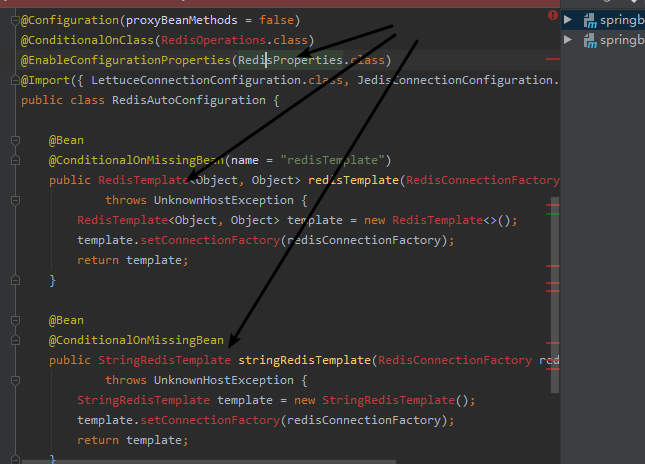 @Configuration(proxyBeanMethods = false)
@ConditionalOnClass(RedisOperations.class)
@EnableConfigurationProperties(RedisProperties.class)
@Import({ LettuceConnectionConfiguration.class, JedisConnectionConfiguration.
public class RedisAutoConfiguration {
@Bean
@ConditionalOnMissingBean(name = "redisTemplate")
public RedisTemplate<Object, Object> redisTemplate(RedisConnectionFactory
throws UnknownHostException {
RedisTemplate<Object, Object> template = new RedisTemplate<>();
template.setConnectionFactory(redisConnectionFactory);
return template;
}
@Bean
@ConditionalOnMissingBean
public StringRedisTemplate stringRedisTemplate(RedisConnectionFactory red
throws UnknownHostException {
StringRedisTemplate template = new StringRedisTemplate();
template.setConnectionFactory(redisConnectionFactory);
return template;
}
springb
springb